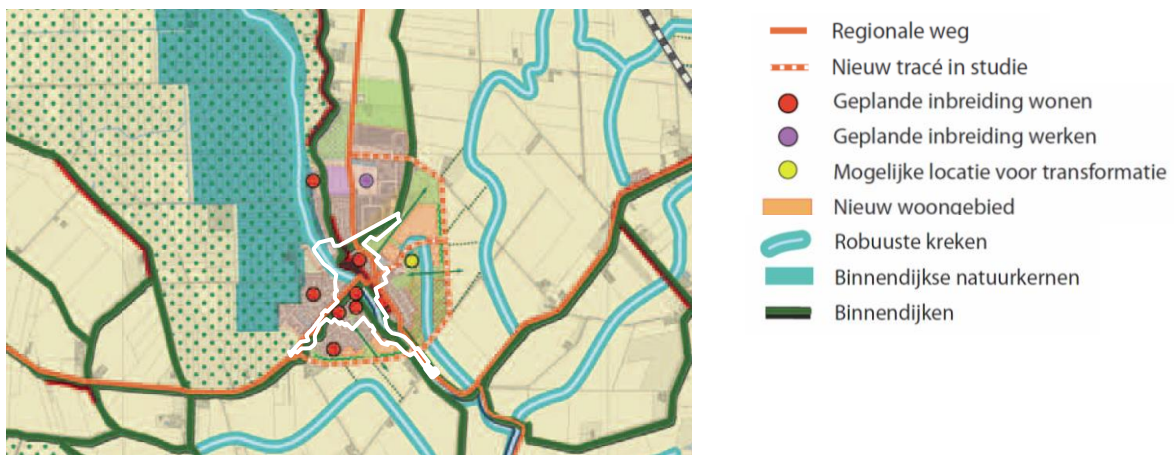 Regionale weg
Nieuw tracé in studie
Geplande inbreiding wonen
Geplande inbreiding werken
Mogelijke locatie voor transformatie
Nieuw woongebied
Robuuste kreken
Binnendijkse natuurkernen
Binnendijken